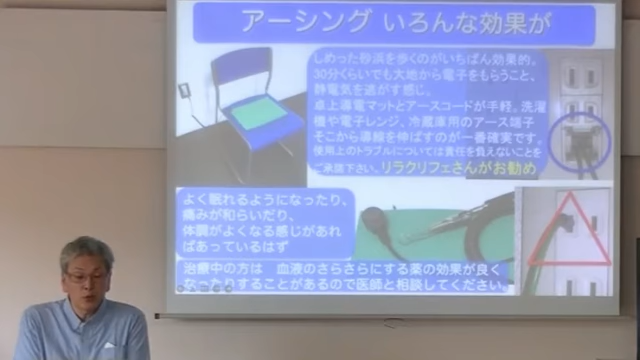 アーシング いろんな効果が
しめった砂浜を歩くのがいちばん効果的。
30分くらいでも大地から電子をもらうこと、
静電気を逃がす感じ。
卓上導電マットとアースコードが手軽。洗濯
機や電子レンジ、冷蔵庫用のアース端子
そこから導線を伸ばすのが一番確実です。
使用上のトラブルについては責任を負えないことを
ご承諾下さい。リラクリフェさんがお勧め
よく眠れるようになったり、
痛みが和らいだり、
体調がよくなる感じがあれ
ばあっているはず
治療中の方は 血液のさらさらにする薬の効果が良く
なったりすることがあるので医師と相談してください。